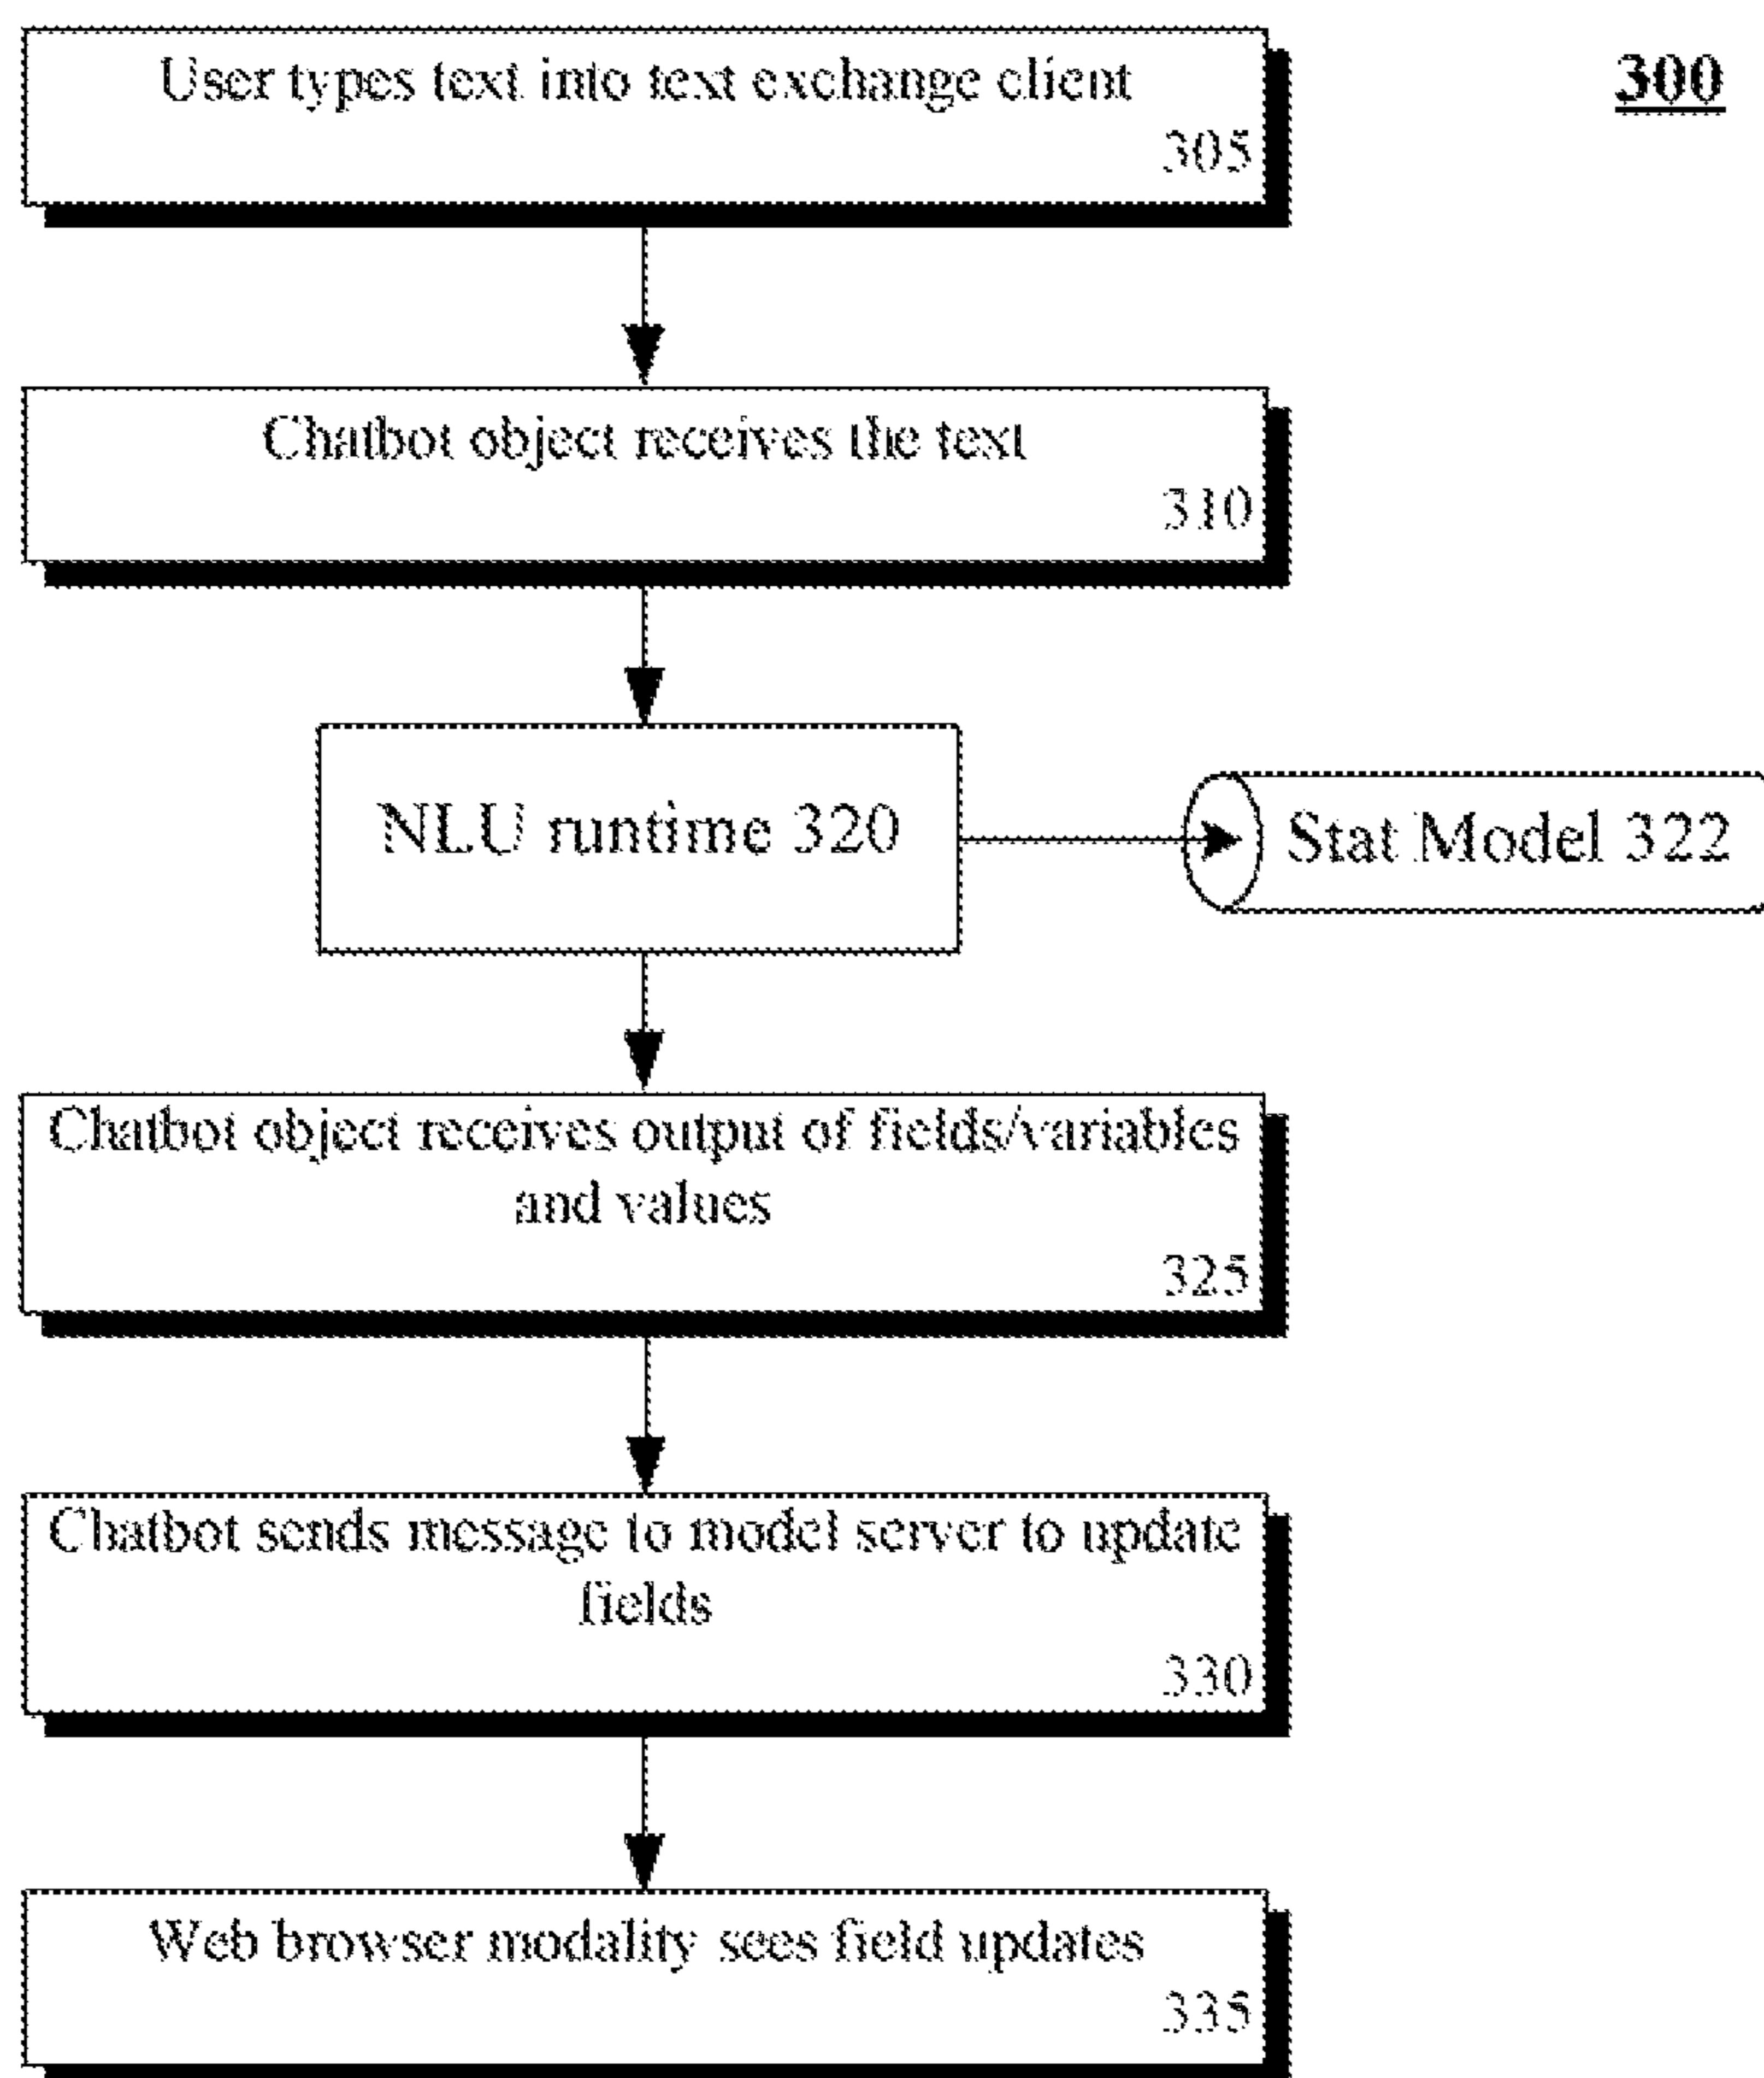 300
User types text into text exchange client
305
Chatbot object receives the text
310
NLU runtime 320
Stat Model 322
Chatbot object receives output of fields/variables
and values
325
Chatbot sends message to model server to update
fields
330
Web browser modality sees field updates
335